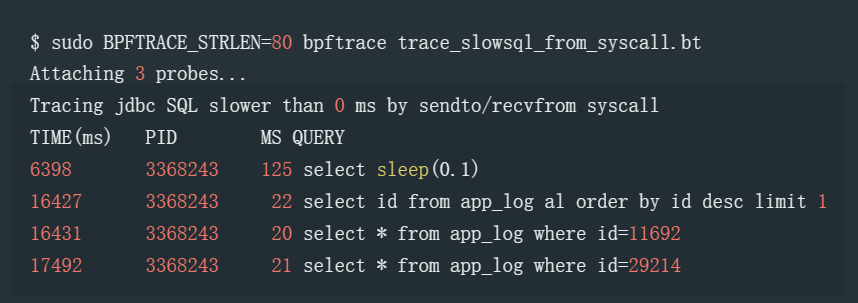 $ sudo BPFTRACE_STRLEN=80 bpftrace trace_slowsql_from_syscall.bt
Attaching 3 probes...
Tracing jdbc SQL slower than 0 ms by sendto/recvfrom syscall
TIME(ms)   PID        MS QUERY
6398       3368243    125 select sleep(0.1)
16427      3368243     22 select id from app_log al order by id desc limit 1
16431      3368243     20 select * from app_log where id=11692
17492      3368243     21 select * from app_log where id=29214